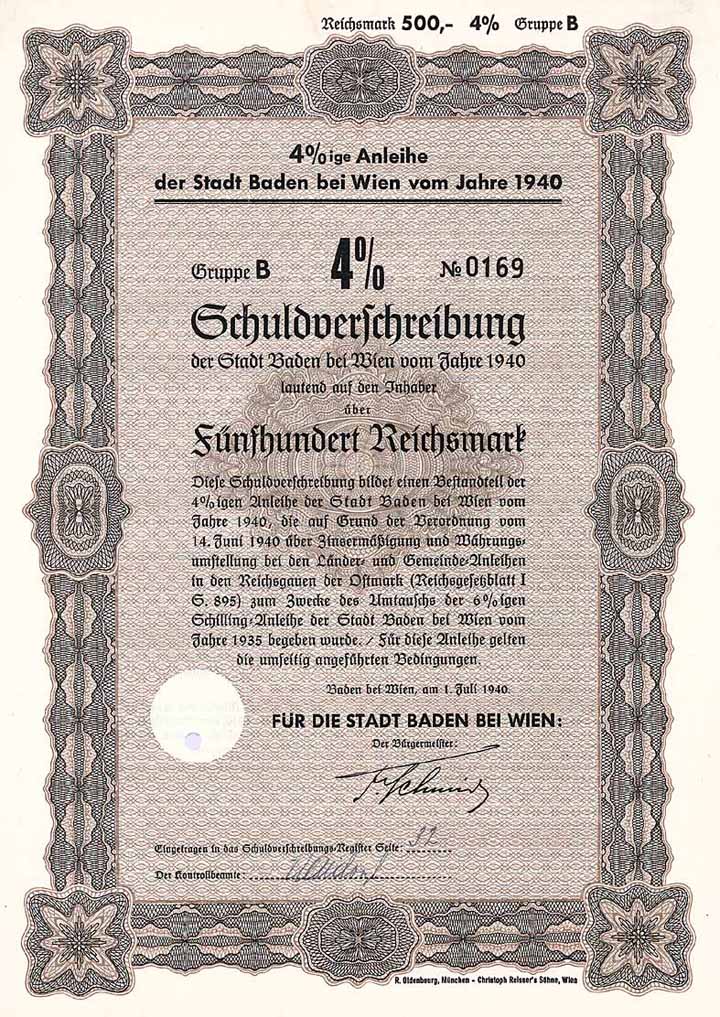 Reichsmark 500,- 4% Gruppe B
4%ige Anleihe
der Stadt Baden bei Wien vom Jahre 1940
Gruppe B 4% № 0169
Schuldverschreibung
der Stadt Baden bei Wien vom Jahre 1940
lautend auf den Inhaber
über
Fünfhundert Reichsmark
Diese Schuldverschreibung bildet einen Bestandteil der
4%igen Anleihe der Stadt Baden bei Wien vom
Jahre 1940, die auf Grund der Verordnung vom
14. Juni 1940 über Zinsermäßigung und Währungs-
umstellung bei den Länder- und Gemeinde-Anleihen
in den Reichsgauen der Ostmark (Reichsgesetzblatt I
S. 895) zum Zwecke des Umtauschs der 6%igen
Schilling-Anleihe der Stadt Baden bei Wien vom
Jahre 1935 begeben wurde. / Für diese Anleihe gelten
die umseitig angeführten Bedingungen.
Baden bei Wien, am 1. Juli 1940.
FÜR DIE STADT BADEN BEI WIEN:
Der Bürgermeister:
Eingetragen in das Schuldverschreibungs-Register Seite: 32
Der Kontrollbeamte:
R. Oldenbourg, München - Christoph Reisser's Söhne, Wien